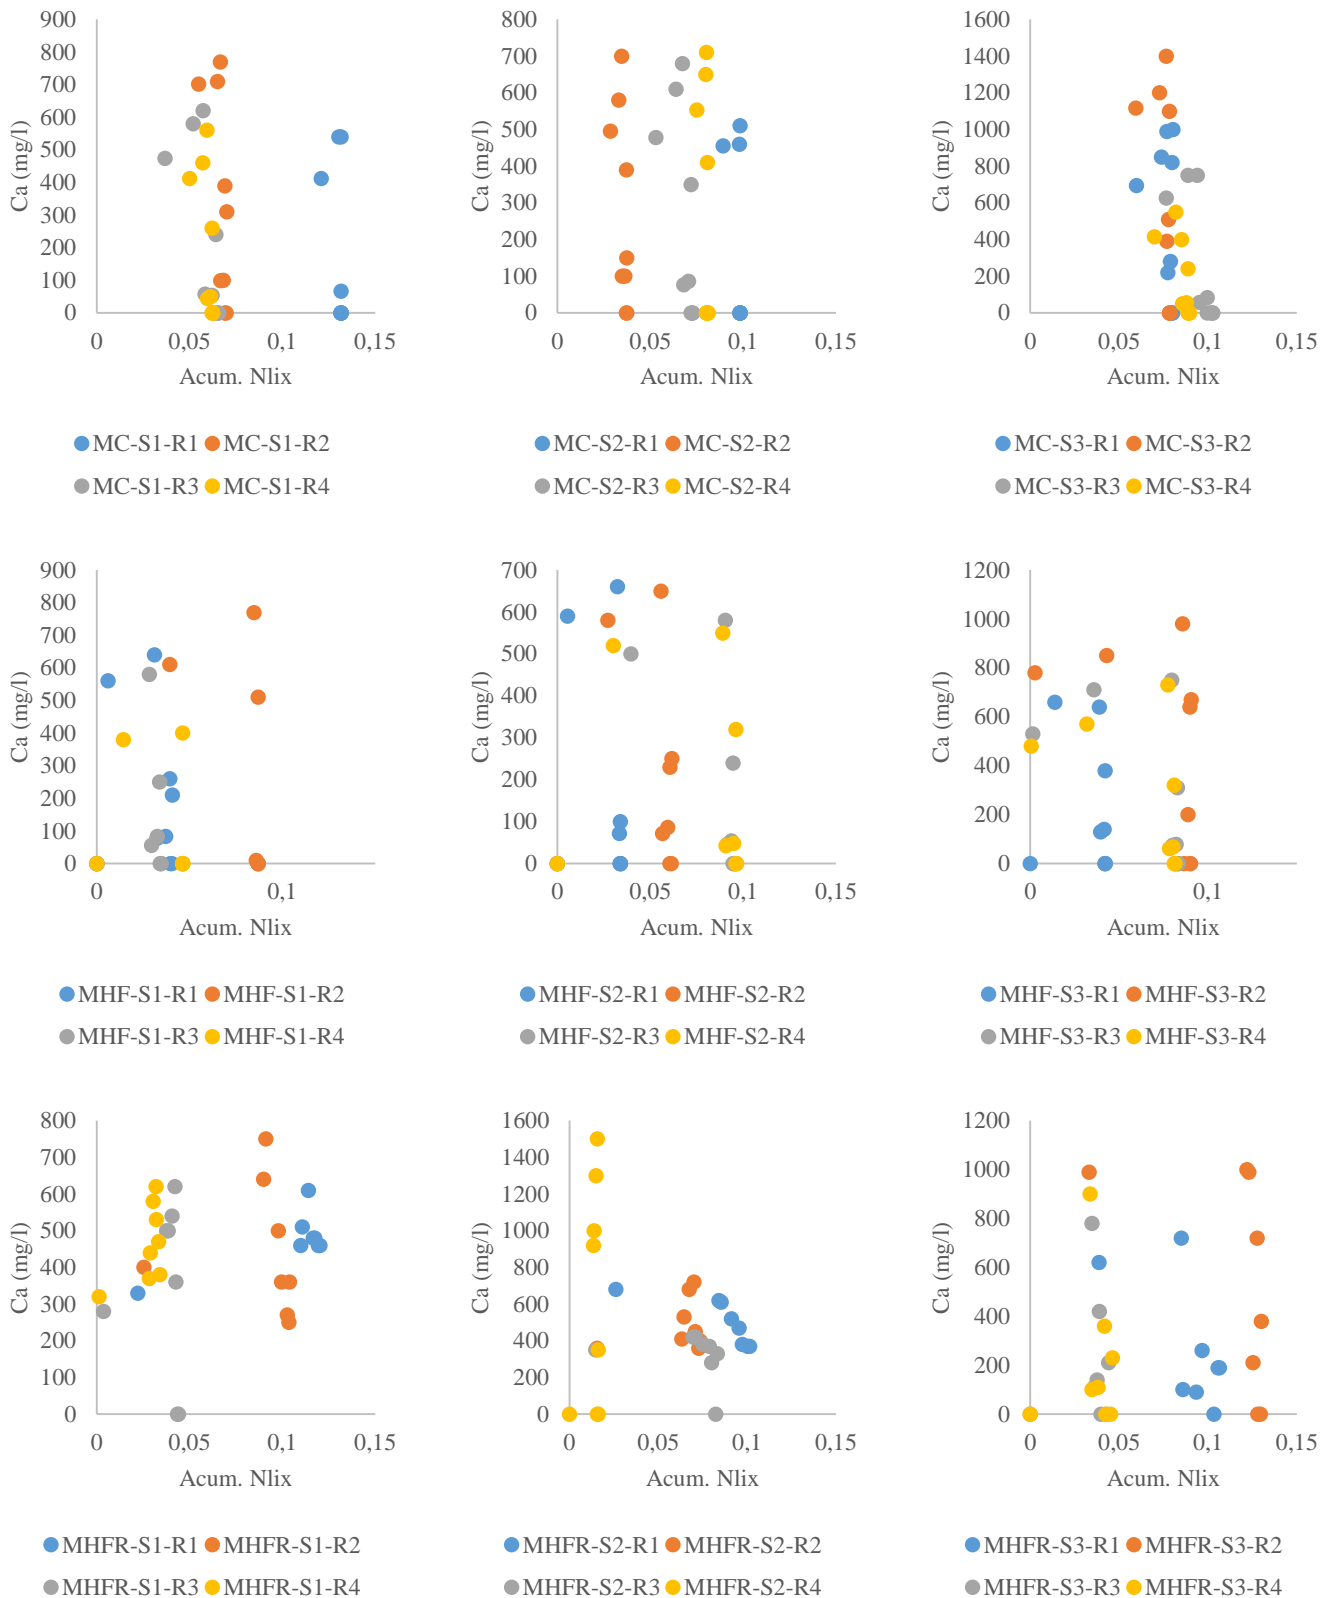 900
800
700
600
500
400
300
200
100
0
Ca (mg/l)
0 0,05 0,1 0,15
Acum. Nlix
MC-S1-R1 MC-S1-R2
MC-S1-R3 MC-S1-R4
800
700
600
500
400
300
200
100
0
Ca (mg/l)
0 0,05 0,1 0,15
Acum. Nlix
MC-S2-R1 MC-S2-R2
MC-S2-R3 MC-S2-R4
1600
1400
1200
1000
800
600
400
200
0
Ca (mg/l)
0 0,05 0,1 0,15
Acum. Nlix
MC-S3-R1 MC-S3-R2
MC-S3-R3 MC-S3-R4
900
800
700
600
500
400
300
200
100
0
Ca (mg/l)
0 0,1
Acum. Nlix
MHF-S1-R1 MHF-S1-R2
MHF-S1-R3 MHF-S1-R4
700
600
500
400
300
200
100
0
Ca (mg/l)
0 0,05 0,1 0,15
Acum. Nlix
MHF-S2-R1 MHF-S2-R2
MHF-S2-R3 MHF-S2-R4
1200
1000
800
600
400
200
0
Ca (mg/l)
0 0,1
Acum. Nlix
MHF-S3-R1 MHF-S3-R2
MHF-S3-R3 MHF-S3-R4
800
700
600
500
400
300
200
100
0
Ca (mg/l)
0 0,05 0,1 0,15
Acum. Nlix
MHFR-S1-R1 MHFR-S1-R2
MHFR-S1-R3 MHFR-S1-R4
1600
1400
1200
1000
800
600
400
200
0
Ca (mg/l)
0 0,05 0,1 0,15
Acum. Nlix
MHFR-S2-R1 MHFR-S2-R2
MHFR-S2-R3 MHFR-S2-R4
1200
1000
800
600
400
200
0
Ca (mg/l)
0 0,05 0,1 0,15
Acum. Nlix
MHFR-S3-R1 MHFR-S3-R2
MHFR-S3-R3 MHFR-S3-R4